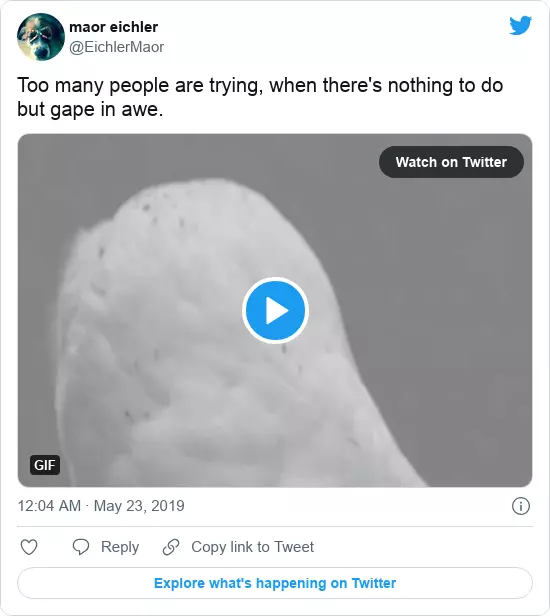 maor eichler
@EichlerMaor
Too many people are trying, when there's nothing to do
but gape in awe.
Watch on Twitter
GIF
12:04 AM · May 23, 2019
Reply
Copy link to Tweet
Explore what's happening on Twitter